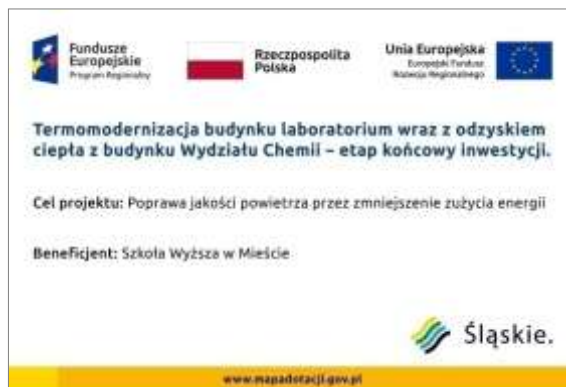 Fundusze
Europejskie
Program Regionalny
Rzeczpospolita
Polska
Unia Europejska
Europejski Fundusz
Rozwoju Regionalnego
Termomodernizacja budynku laboratorium wraz z odzyskiem
ciepła z budynku Wydziału Chemii – etap końcowy inwestycji.
Cel projektu: Poprawa jakości powietrza przez zmniejszenie zużycia energii
Beneficjent: Szkoła Wyższa w Mieście
Śląskie.
www.mapadotacji.gov.pl